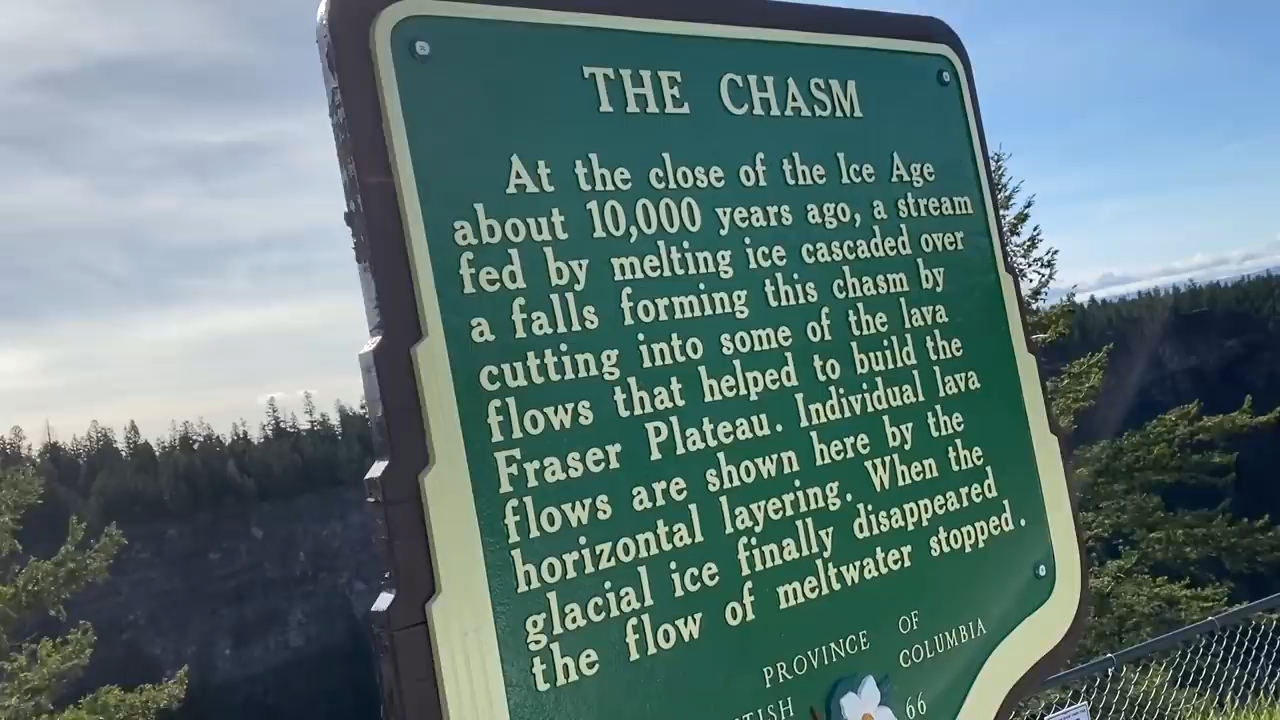 THE CHASM
At the close of the Ice Age
about 10,000 years ago, a stream
fed by melting ice cascaded over
a falls forming this chasm by
cutting into some of the lava
flows that helped to build the
Fraser Plateau. Individual lava
flows are shown here by the
horizontal layering. When the
glacial ice finally disappeared
the flow of meltwater stopped.
PROVINCE OF
TISH COLUMBIA
66